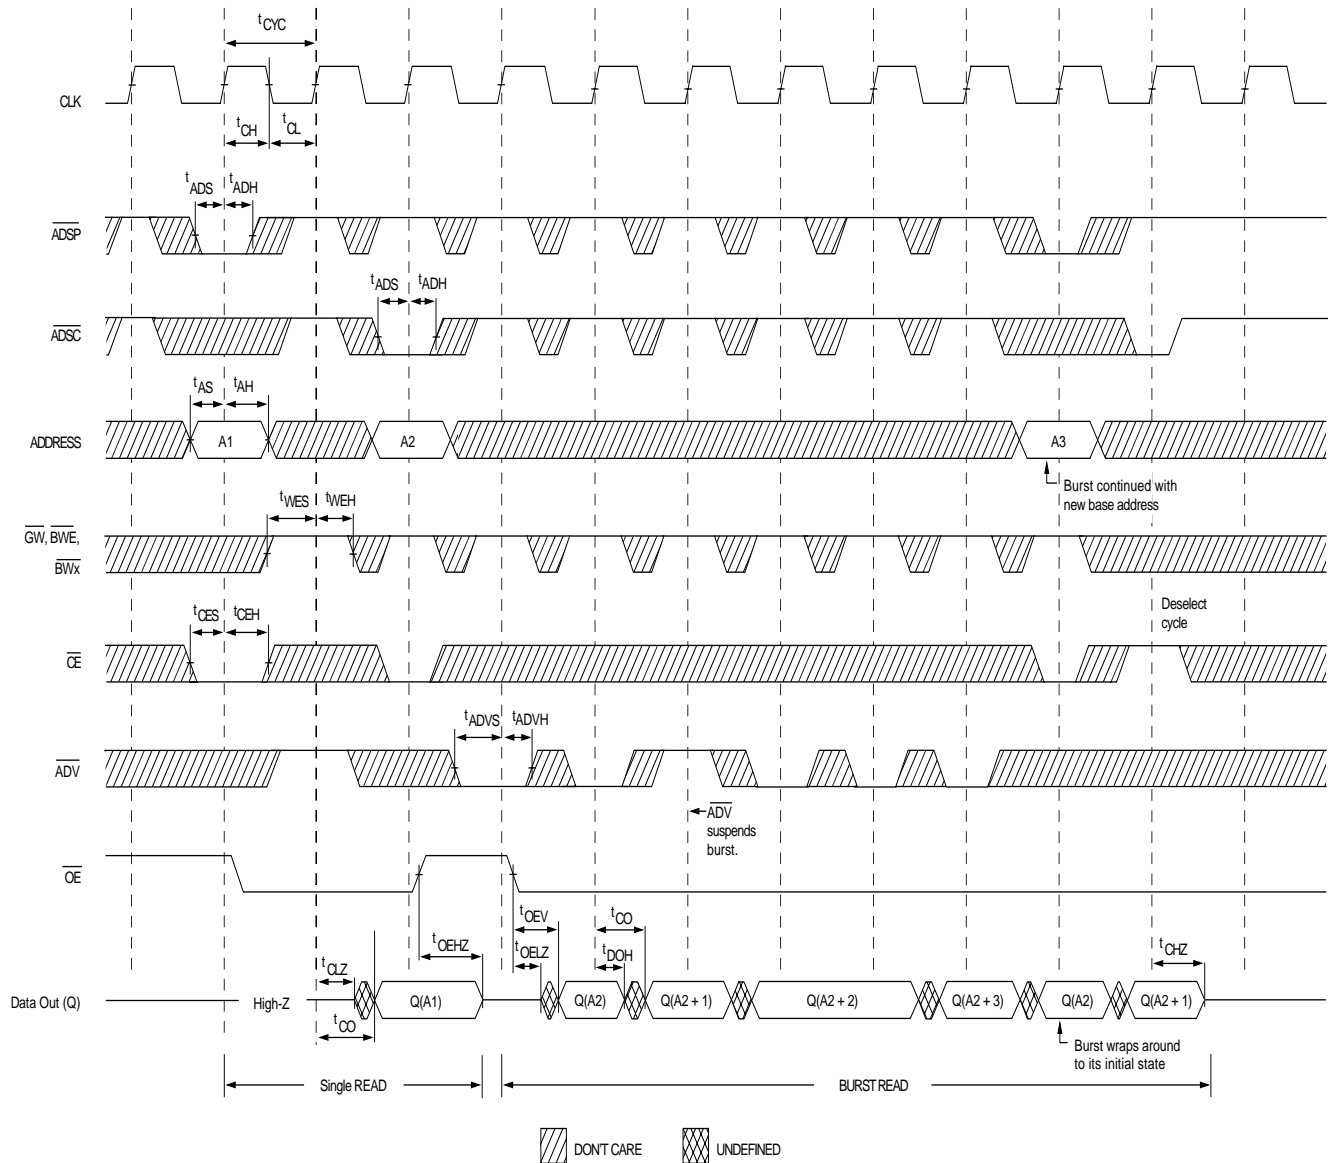 tCYC
CLK
tCH
tCL
tADS
tADH
ADSP
tADS
tADH
ADSC
tAS
tAH
ADDRESS
A1
A2
A3
Burst continued with
new base address
tWES
tWEH
GW, BWE,
BWx
tCES
tCEH
Deselect
cycle
CE
tADVS
tADVH
ADV
ADV
suspends
burst.
OE
tOEV
tCO
tOEHZ
tOELZ
tDOH
tCHZ
tCLZ
Data Out (Q)
High-Z
Q(A1)
Q(A2)
Q(A2 + 1)
Q(A2 + 2)
Q(A2 + 3)
Q(A2)
Q(A2 + 1)
tCO
Burst wraps around
to its initial state
Single READ
BURST READ
DON'T CARE
UNDEFINED